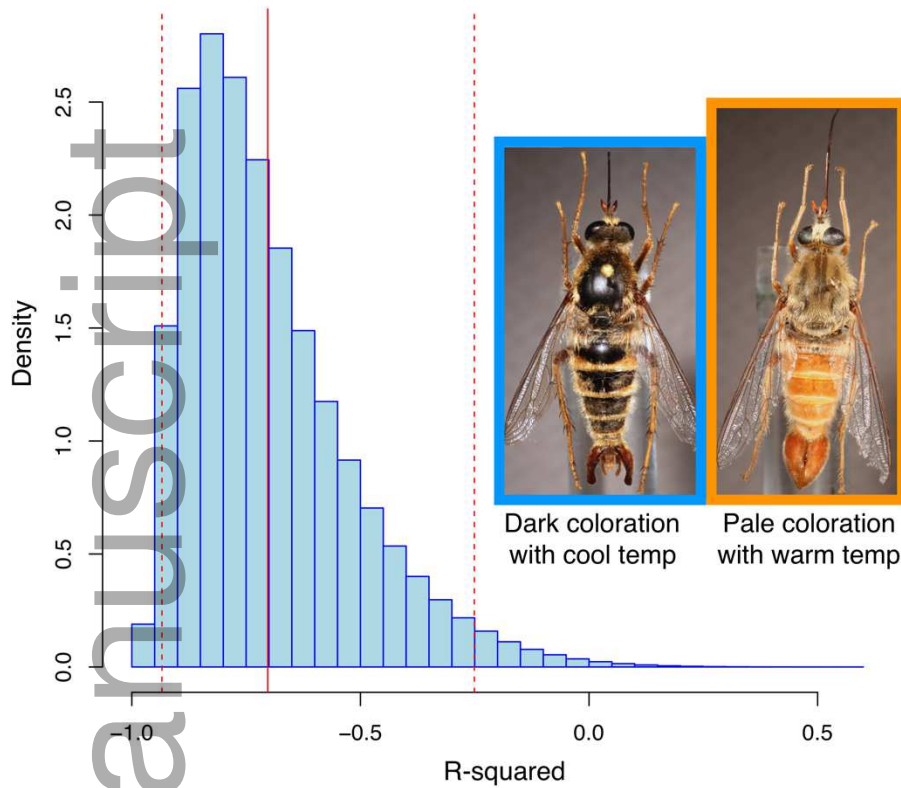 Density
2.5
2.0
1.5
1.0
0.5
0.0
−1.0
−0.5
0.0
0.5
R-squared
Dark coloration
with cool temp
Pale coloration
with warm temp
anuscript